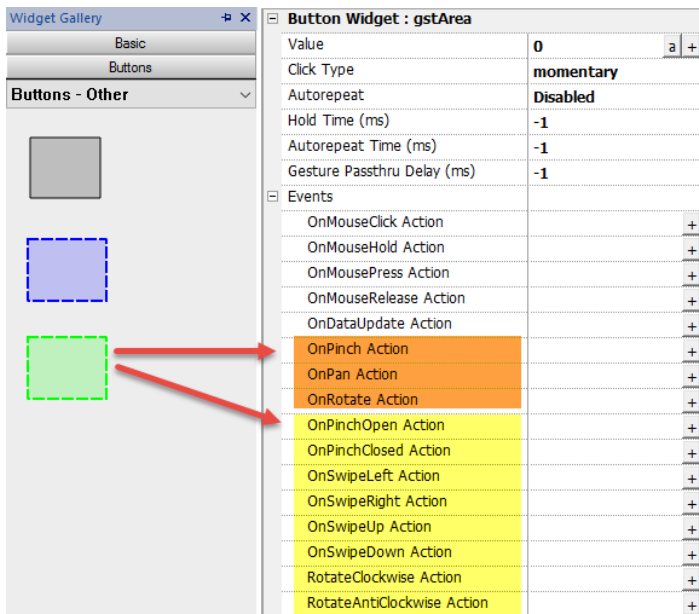 Widget Gallery
Basic
Buttons
Buttons - Other
Button Widget : gstArea
Value 0 a +
Click Type momentary
Autorepeat Disabled
Hold Time (ms) -1
Autorepeat Time (ms) -1
Gesture Passthru Delay (ms) -1
Events
OnMouseClick Action +
OnMouseHold Action +
OnMousePress Action +
OnMouseRelease Action +
OnDataUpdate Action +
OnPinch Action +
OnPan Action +
OnRotate Action +
OnPinchOpen Action +
OnPinchClosed Action +
OnSwipeLeft Action +
OnSwipeRight Action +
OnSwipeUp Action +
OnSwipeDown Action +
RotateClockwise Action +
RotateAntiClockwise Action +